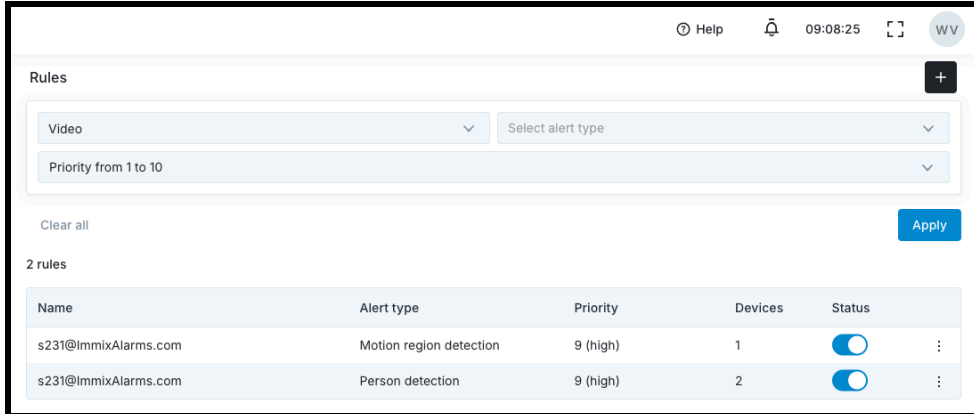 Help 09:08:25 WV
Rules
Video Select alert type
Priority from 1 to 10
Clear all Apply
2 rules
Name Alert type Priority Devices Status
s231@ImmixAlarms.com Motion region detection 9 (high) 1
s231@ImmixAlarms.com Person detection 9 (high) 2